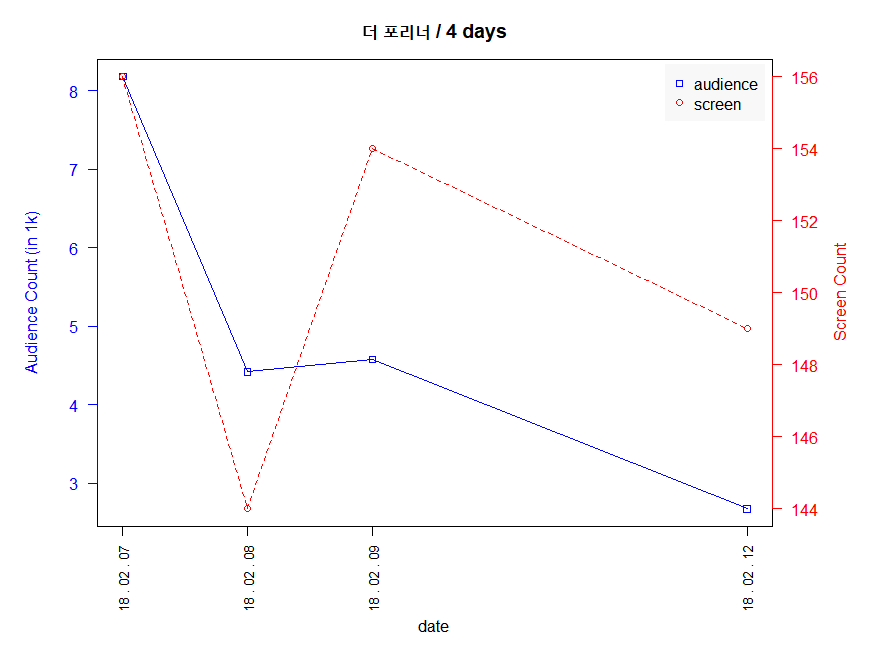 더 포리너 / 4 days
audience
screen
8
7
6
5
4
3
Audience Count (in 1k)
156
154
152
150
148
146
144
Screen Count
18 . 02 . 07
18 . 02 . 08
18 . 02 . 09
18 . 02 . 12
date